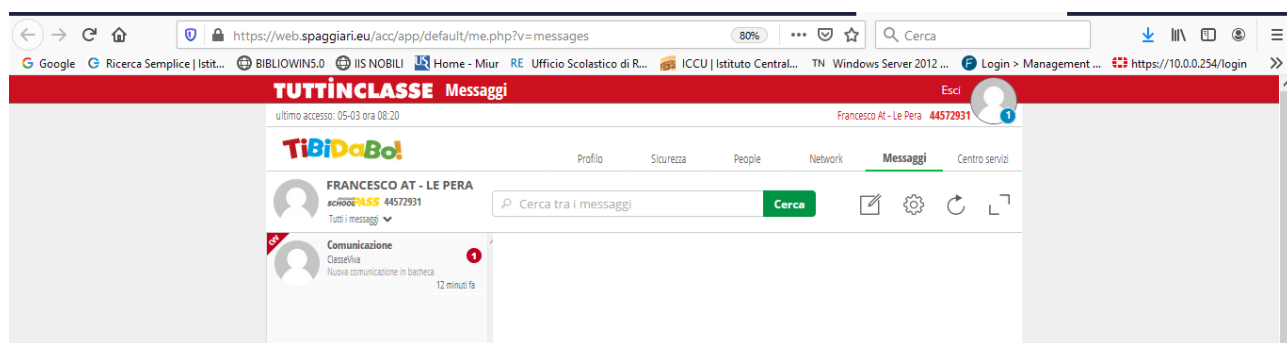 https://web.spaggiari.eu/acc/app/default/me.php?v=messages 80% Cerca
Google Ricerca Semplice | Istit... BIBLIOWIN5.0 IIS NOBILI Home - Miur RE Ufficio Scolastico di R... ICCU | Istituto Central... TN Windows Server 2012 ... Login > Management ... https://10.0.0.254/login
TUTTiNCLASSE Messaggi Esci
ultimo accesso: 05-03 ora 08:20 Francesco At - Le Pera 44572931 1
TiBiDaBo! Profilo Sicurezza People Network Messaggi Centro servizi
FRANCESCO AT - LE PERA
SCHOOLPASS 44572931 Cerca tra i messaggi Cerca
Tutti i messaggi
CVV Comunicazione
ClasseViva 1
Nuova comunicazione in bacheca
12 minuti fa